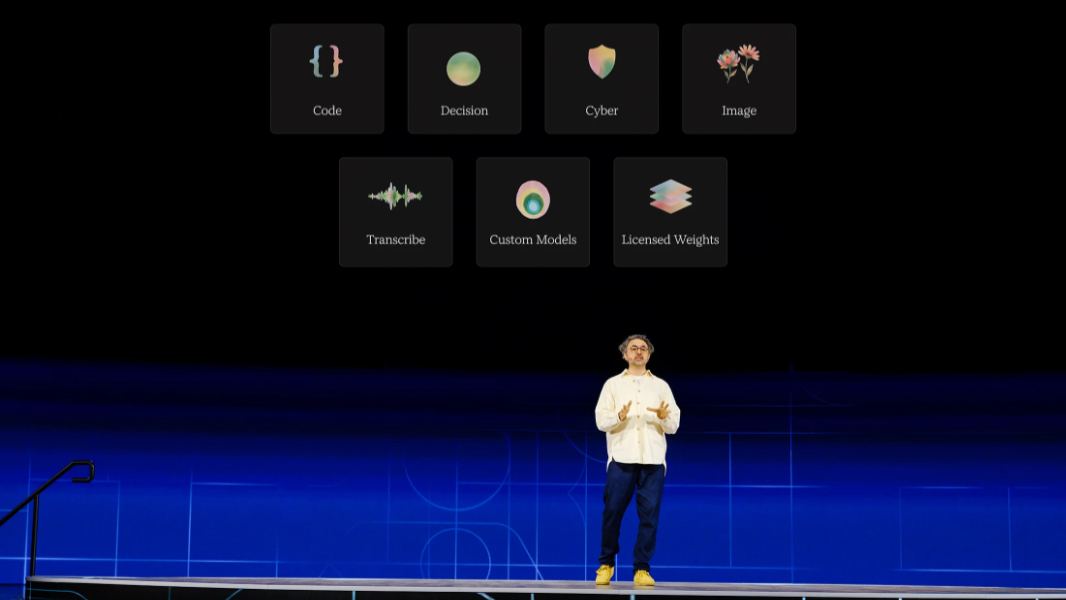 Code
Decision
Cyber
Image
Transcribe
Custom Models
Licensed Weights